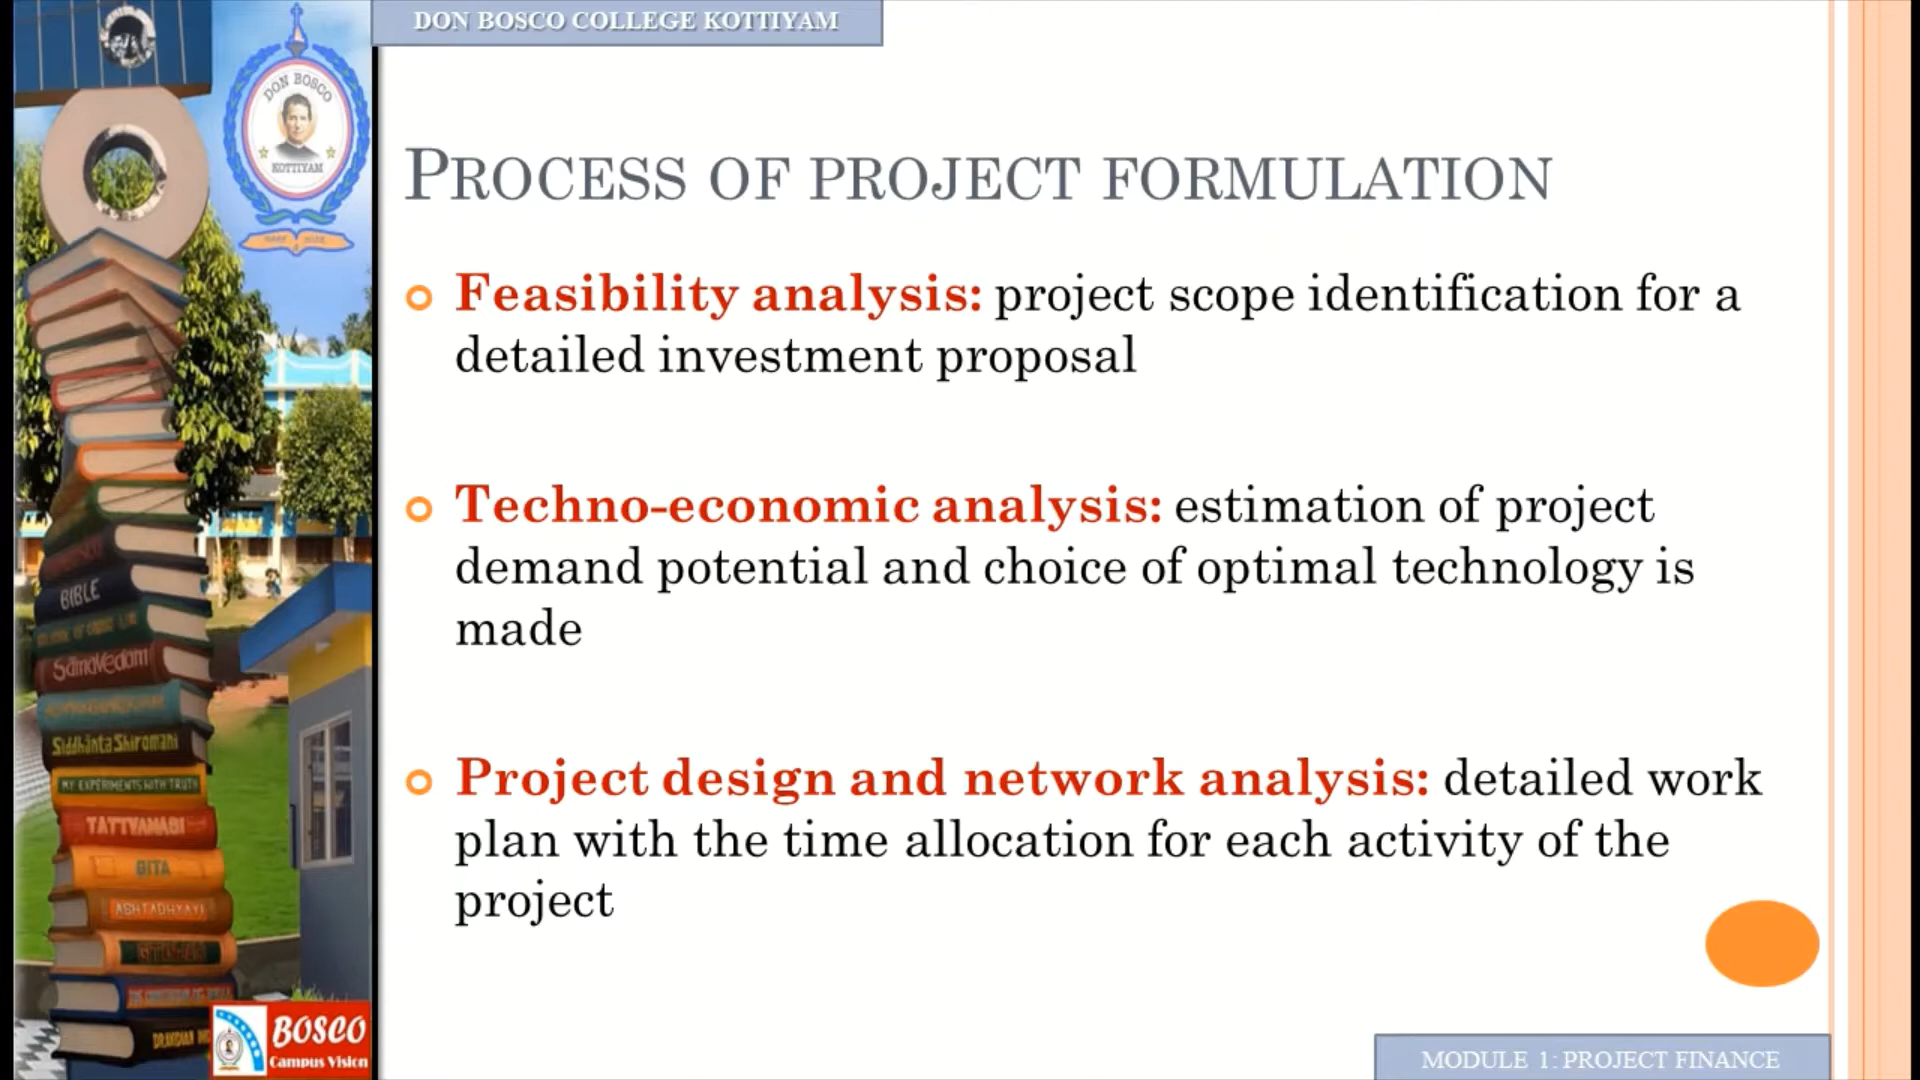 DON BOSCO COLLEGE KOTTIYAM
DON BOSCO
KOTTIYAM
PROCESS OF PROJECT FORMULATION
Feasibility analysis: project scope identification for a
detailed investment proposal
Techno-economic analysis: estimation of project
demand potential and choice of optimal technology is
made
Project design and network analysis: detailed work
plan with the time allocation for each activity of the
project
BIBLE
SamaVedam
Siddhānta Shiromani
MY EXPERIMENTS WITH TRUTH
GITA
ASHTADHYAYI
BOSCO
Campus Vision
MODULE 1: PROJECT FINANCE